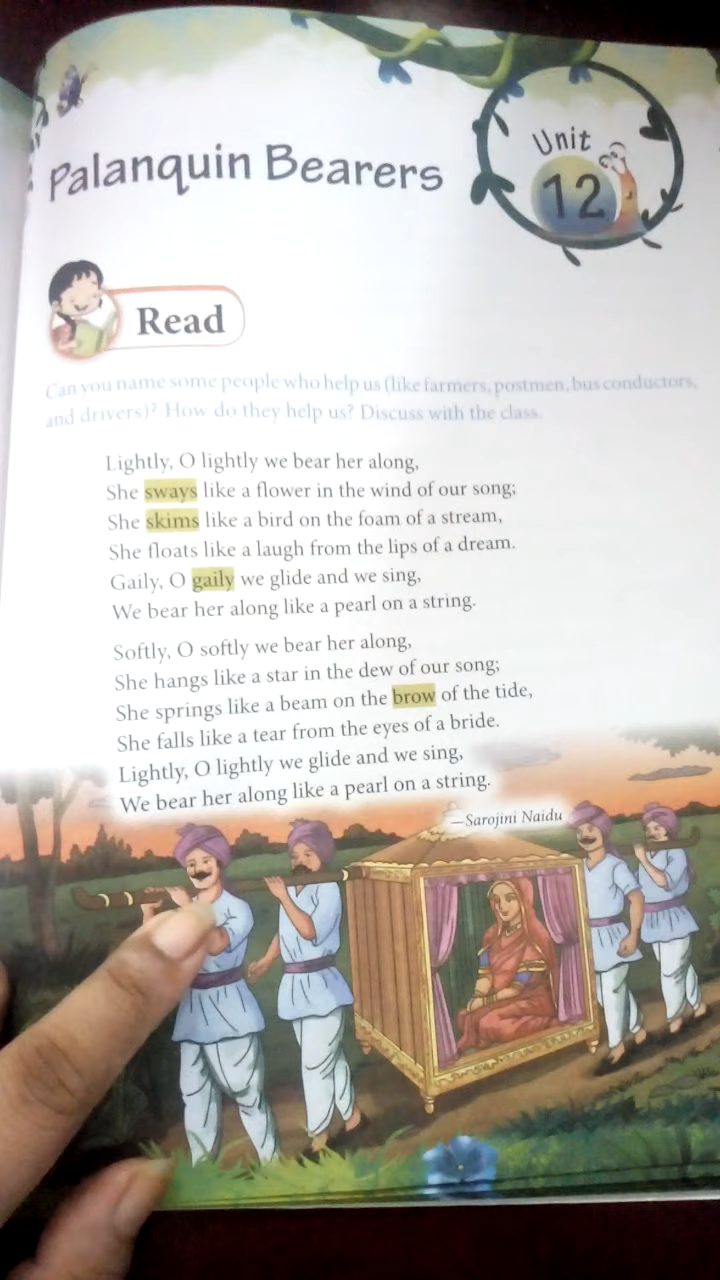 Palanquin Bearers
Unit
12
Read
Can you name some people who help us (like farmers, postmen, bus conductors,
and drivers)? How do they help us? Discuss with the class.
Lightly, O lightly we bear her along,
She sways like a flower in the wind of our song;
She skims like a bird on the foam of a stream,
She floats like a laugh from the lips of a dream.
Gaily, O gaily we glide and we sing,
We bear her along like a pearl on a string.
Softly, O softly we bear her along,
She hangs like a star in the dew of our song;
She springs like a beam on the brow of the tide,
She falls like a tear from the eyes of a bride.
Lightly, O lightly we glide and we sing,
We bear her along like a pearl on a string.
—Sarojini Naidu